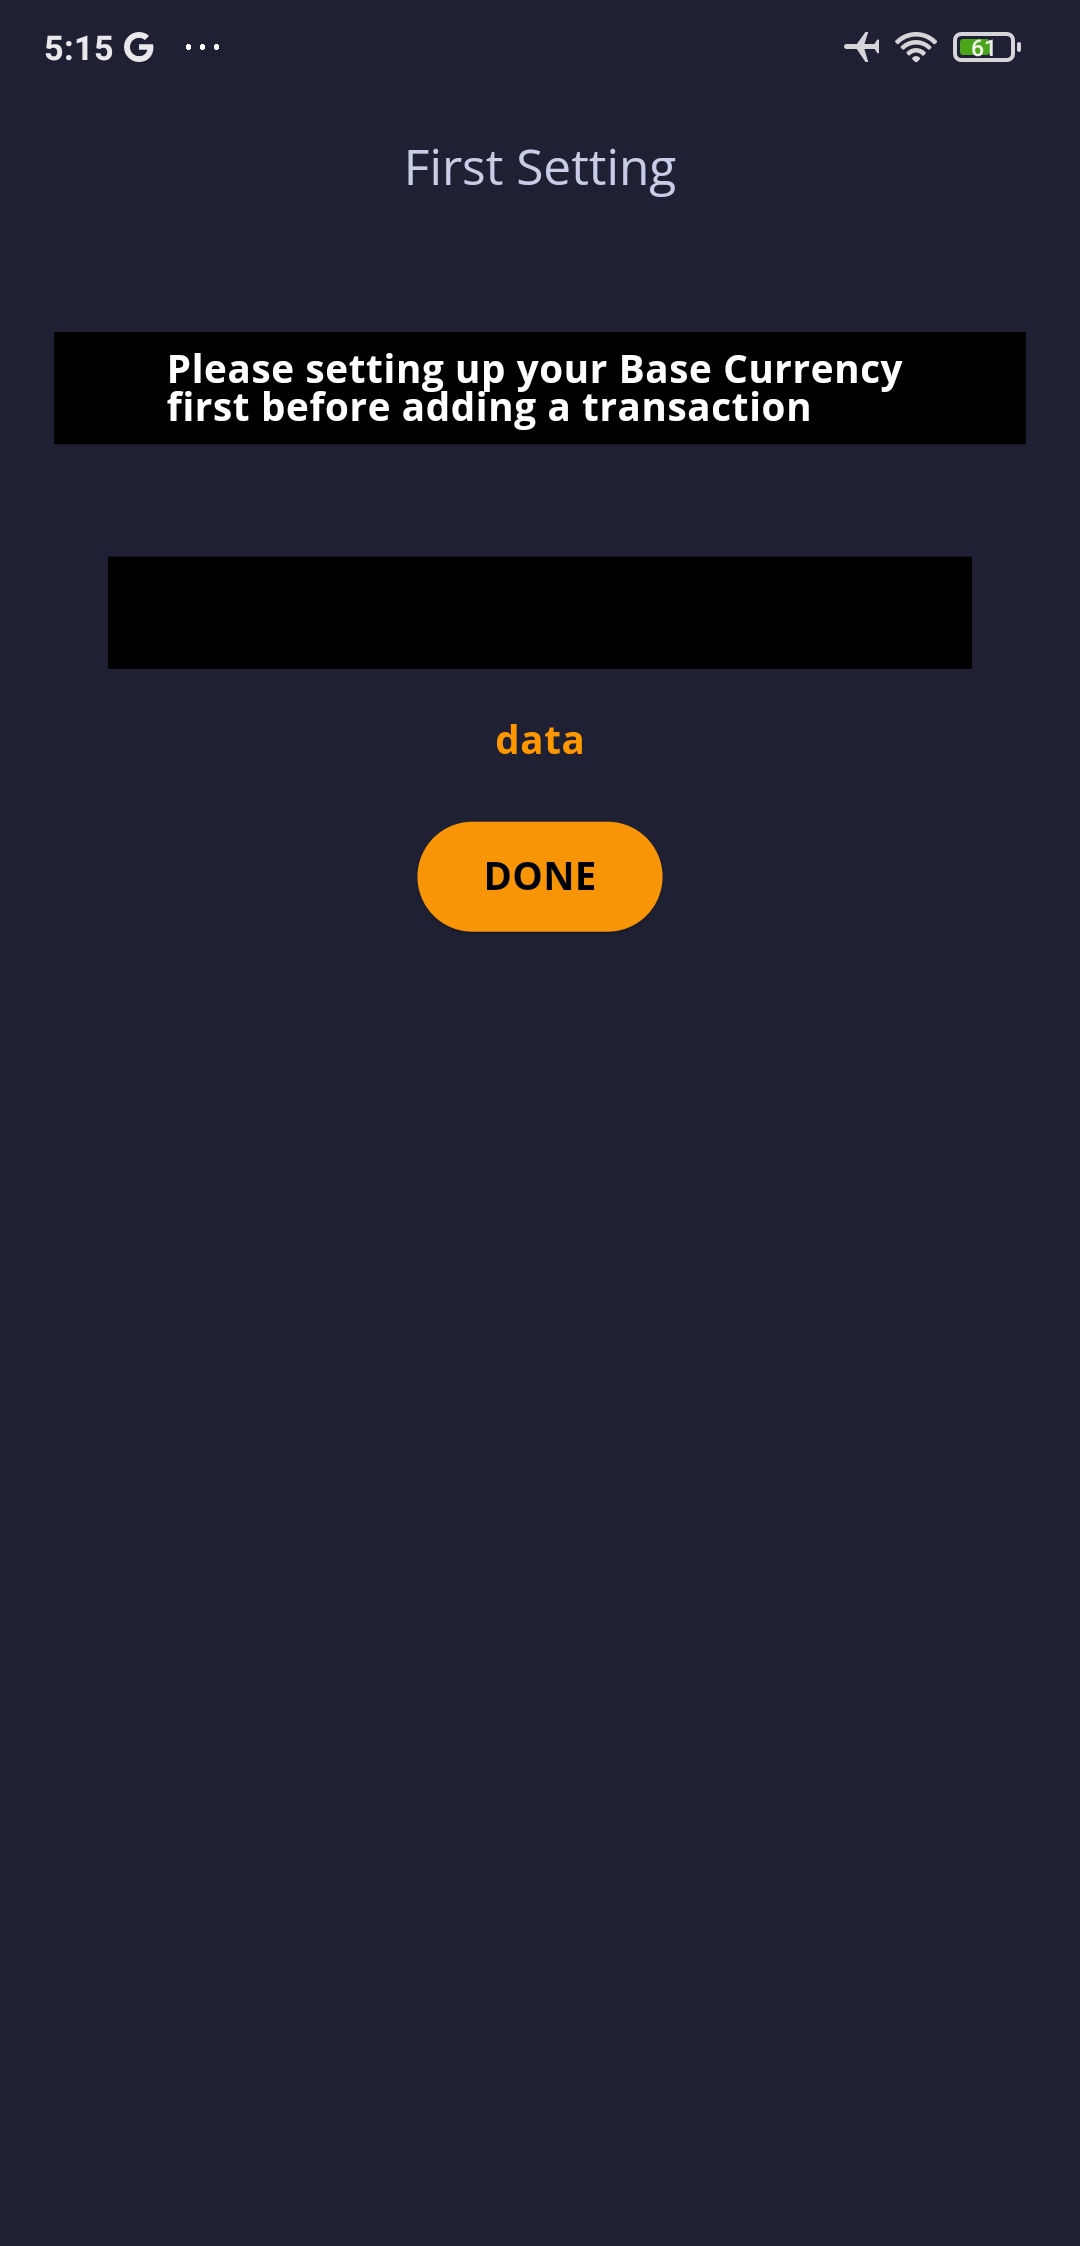 5:15 G ...
61
First Setting
Please setting up your Base Currency
first before adding a transaction
data
DONE